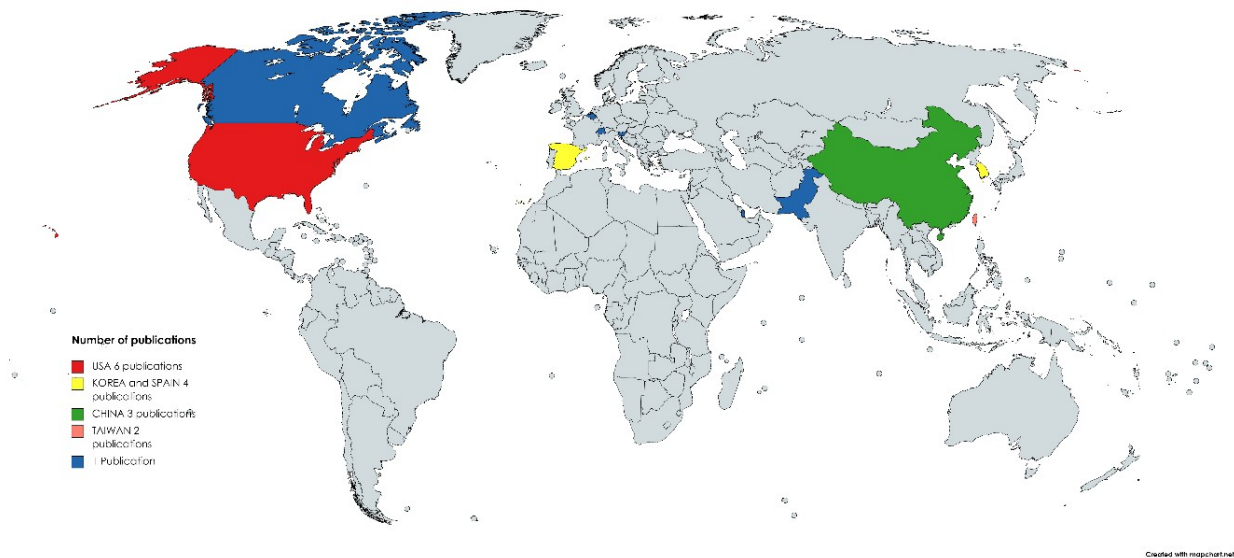 Number of publications
USA 6 publications
KOREA and SPAIN 4
publications
CHINA 3 publications
TAIWAN 2
publications
1 Publication
Created with mapchart.net